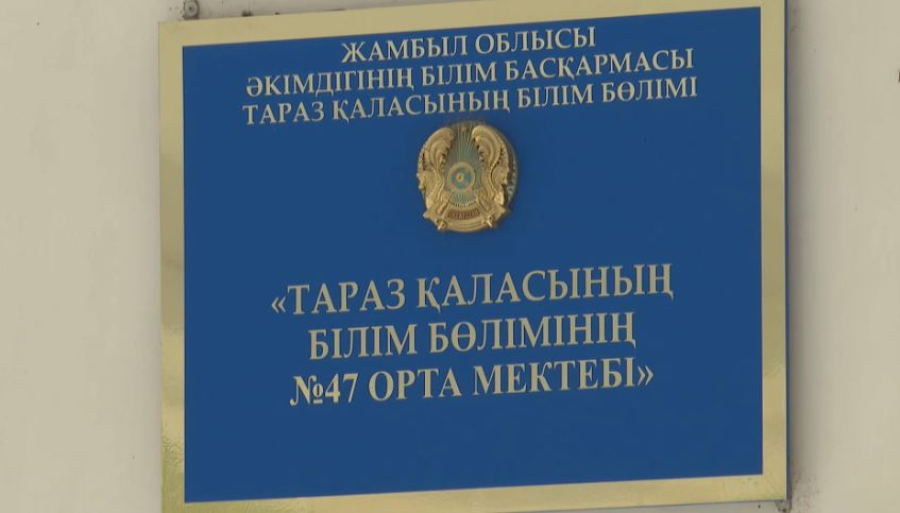 ЖАМБЫЛ ОБЛЫСЫ
ӘКІМДІГІНІҢ БІЛІМ БАСҚАРМАСЫ
ТАРАЗ ҚАЛАСЫНЫҢ БІЛІМ БӨЛІМІ
«ТАРАЗ ҚАЛАСЫНЫҢ
БІЛІМ БӨЛІМІНІҢ
№47 ОРТА МЕКТЕБІ»